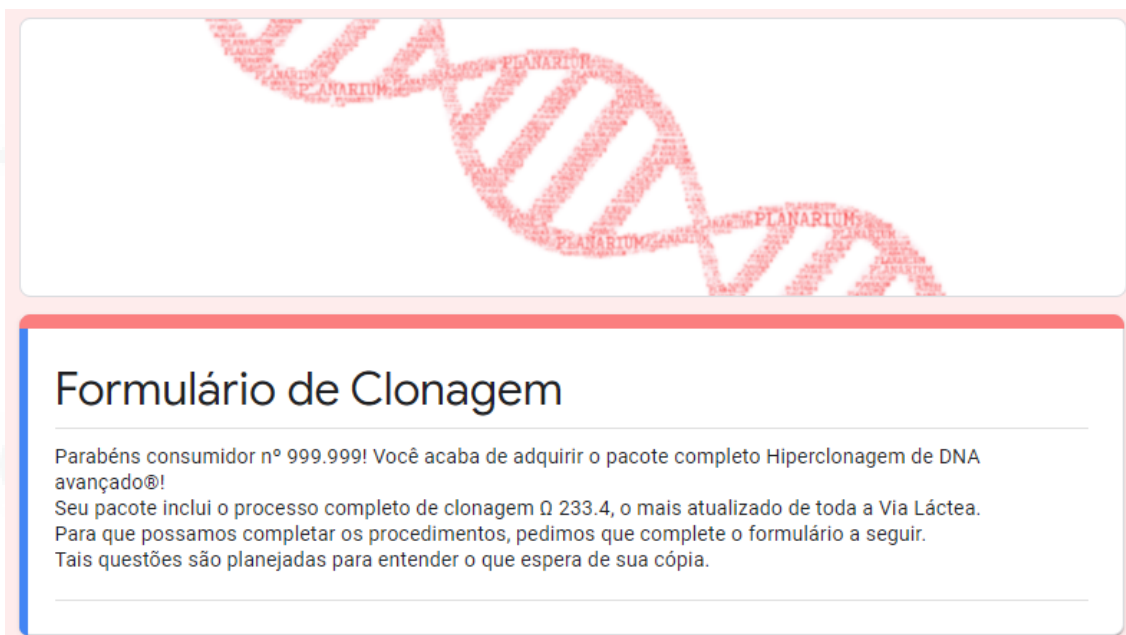 PLANARIUM
PLANARIUM
PLANARIUM
PLANARIUM
Formulário de Clonagem
Parabéns consumidor nº 999.999! Você acaba de adquirir o pacote completo Hiperclonagem de DNA
avançado®!
Seu pacote inclui o processo completo de clonagem Ω 233.4, o mais atualizado de toda a Via Láctea.
Para que possamos completar os procedimentos, pedimos que complete o formulário a seguir.
Tais questões são planejadas para entender o que espera de sua cópia.